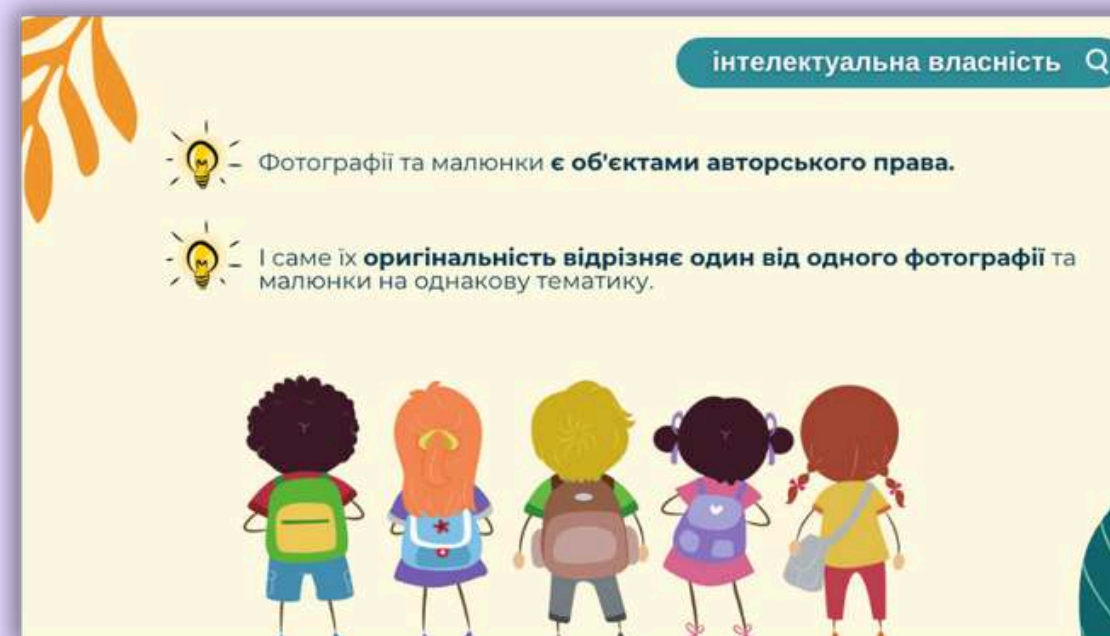 інтелектуальна власність
Фотографії та малюнки є об'єктами авторського права.
І саме їх оригінальність відрізняє один від одного фотографії та
малюнки на однакову тематику.